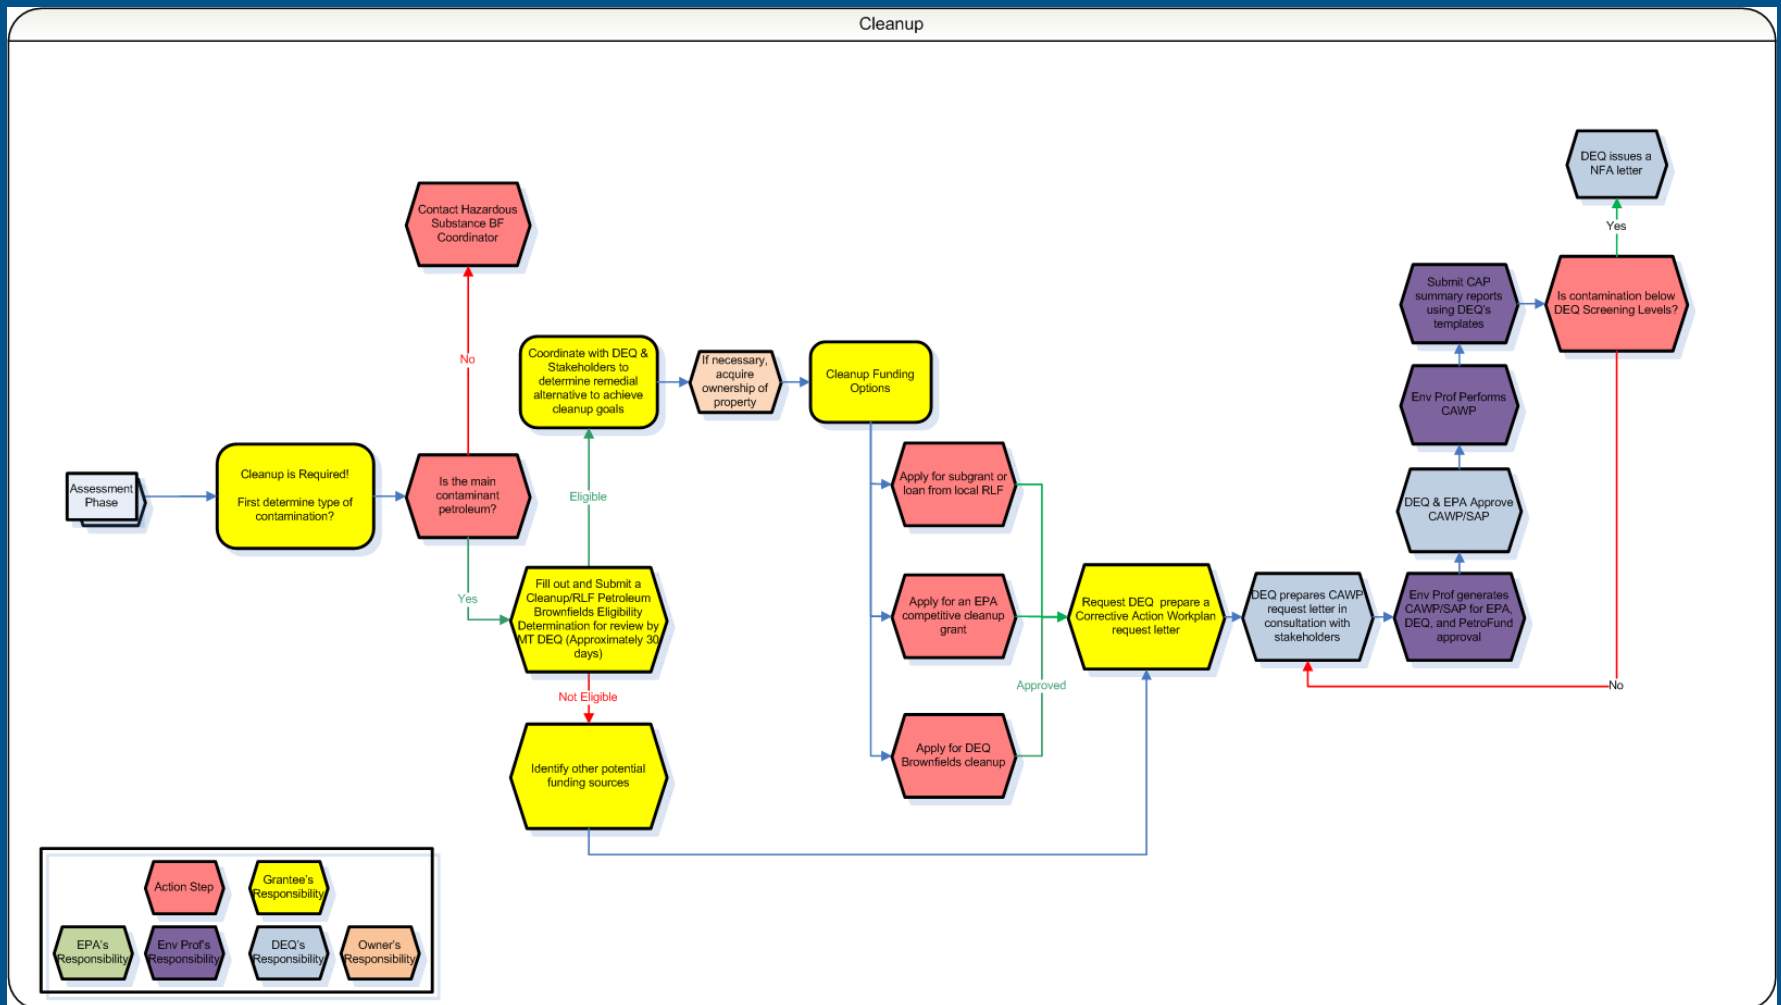 Cleanup
DEQ issues a
NFA letter
Yes
Contact Hazardous
Substance BF
Coordinator
No
Submit CAP
summary reports
using DEQ's
templates
Is contamination below
DEQ Screening Levels?
Coordinate with DEQ &
Stakeholders to
determine remedial
alternative to achieve
cleanup goals
If necessary,
acquire
ownership of
property
Cleanup Funding
Options
Env Prof Performs
CAWP
Assessment
Phase
Cleanup is Required!
First determine type of
contamination?
Is the main
contaminant
petroleum?
Eligible
Apply for subgrant or
loan from local RLF
DEQ & EPA Approve
CAWP/SAP
Yes
Fill out and Submit a
Cleanup/RLF Petroleum
Brownfields Eligibility
Determination for review by
MT DEQ (Approximately 30
days)
Apply for an EPA
competitive cleanup
grant
Request DEQ  prepare a
Corrective Action Workplan
request letter
DEQ prepares CAWP
request letter in
consultation with
stakeholders
Env Prof generates
CAWP/SAP for EPA,
DEQ, and PetroFund
approval
Not Eligible
Approved
No
Identify other potential
funding sources
Apply for DEQ
Brownfields cleanup
Action Step
Grantee's
Responsibility
EPA's
Responsibility
Env Prof's
Responsibility
DEQ's
Responsibility
Owner's
Responsibility